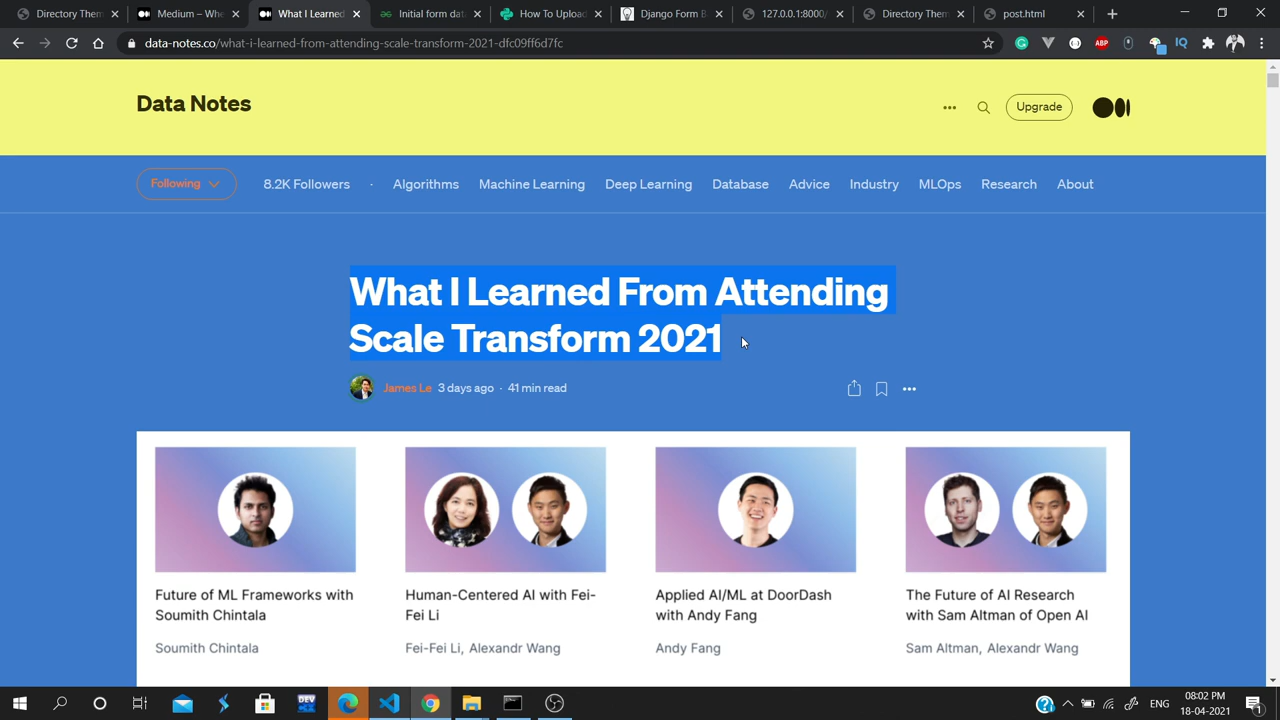 Directory Them
Medium – Whe
What I Learned
Initial form dat
How To Upload
Django Form B
127.0.0.1:8000/
Directory Them
post.html
data-notes.co/what-i-learned-from-attending-scale-transform-2021-dfc09ff6d7fc
ABP
IQ
Data Notes
Upgrade
Following
8.2K Followers
·
Algorithms
Machine Learning
Deep Learning
Database
Advice
Industry
MLOps
Research
About
What I Learned From Attending
Scale Transform 2021
James Le 3 days ago · 41 min read
Future of ML Frameworks with
Soumith Chintala
Soumith Chintala
Human-Centered AI with Fei-
Fei Li
Fei-Fei Li, Alexandr Wang
Applied AI/ML at DoorDash
with Andy Fang
Andy Fang
The Future of AI Research
with Sam Altman of Open AI
Sam Altman, Alexandr Wang
DEV
ENG
08:02 PM
18-04-2021